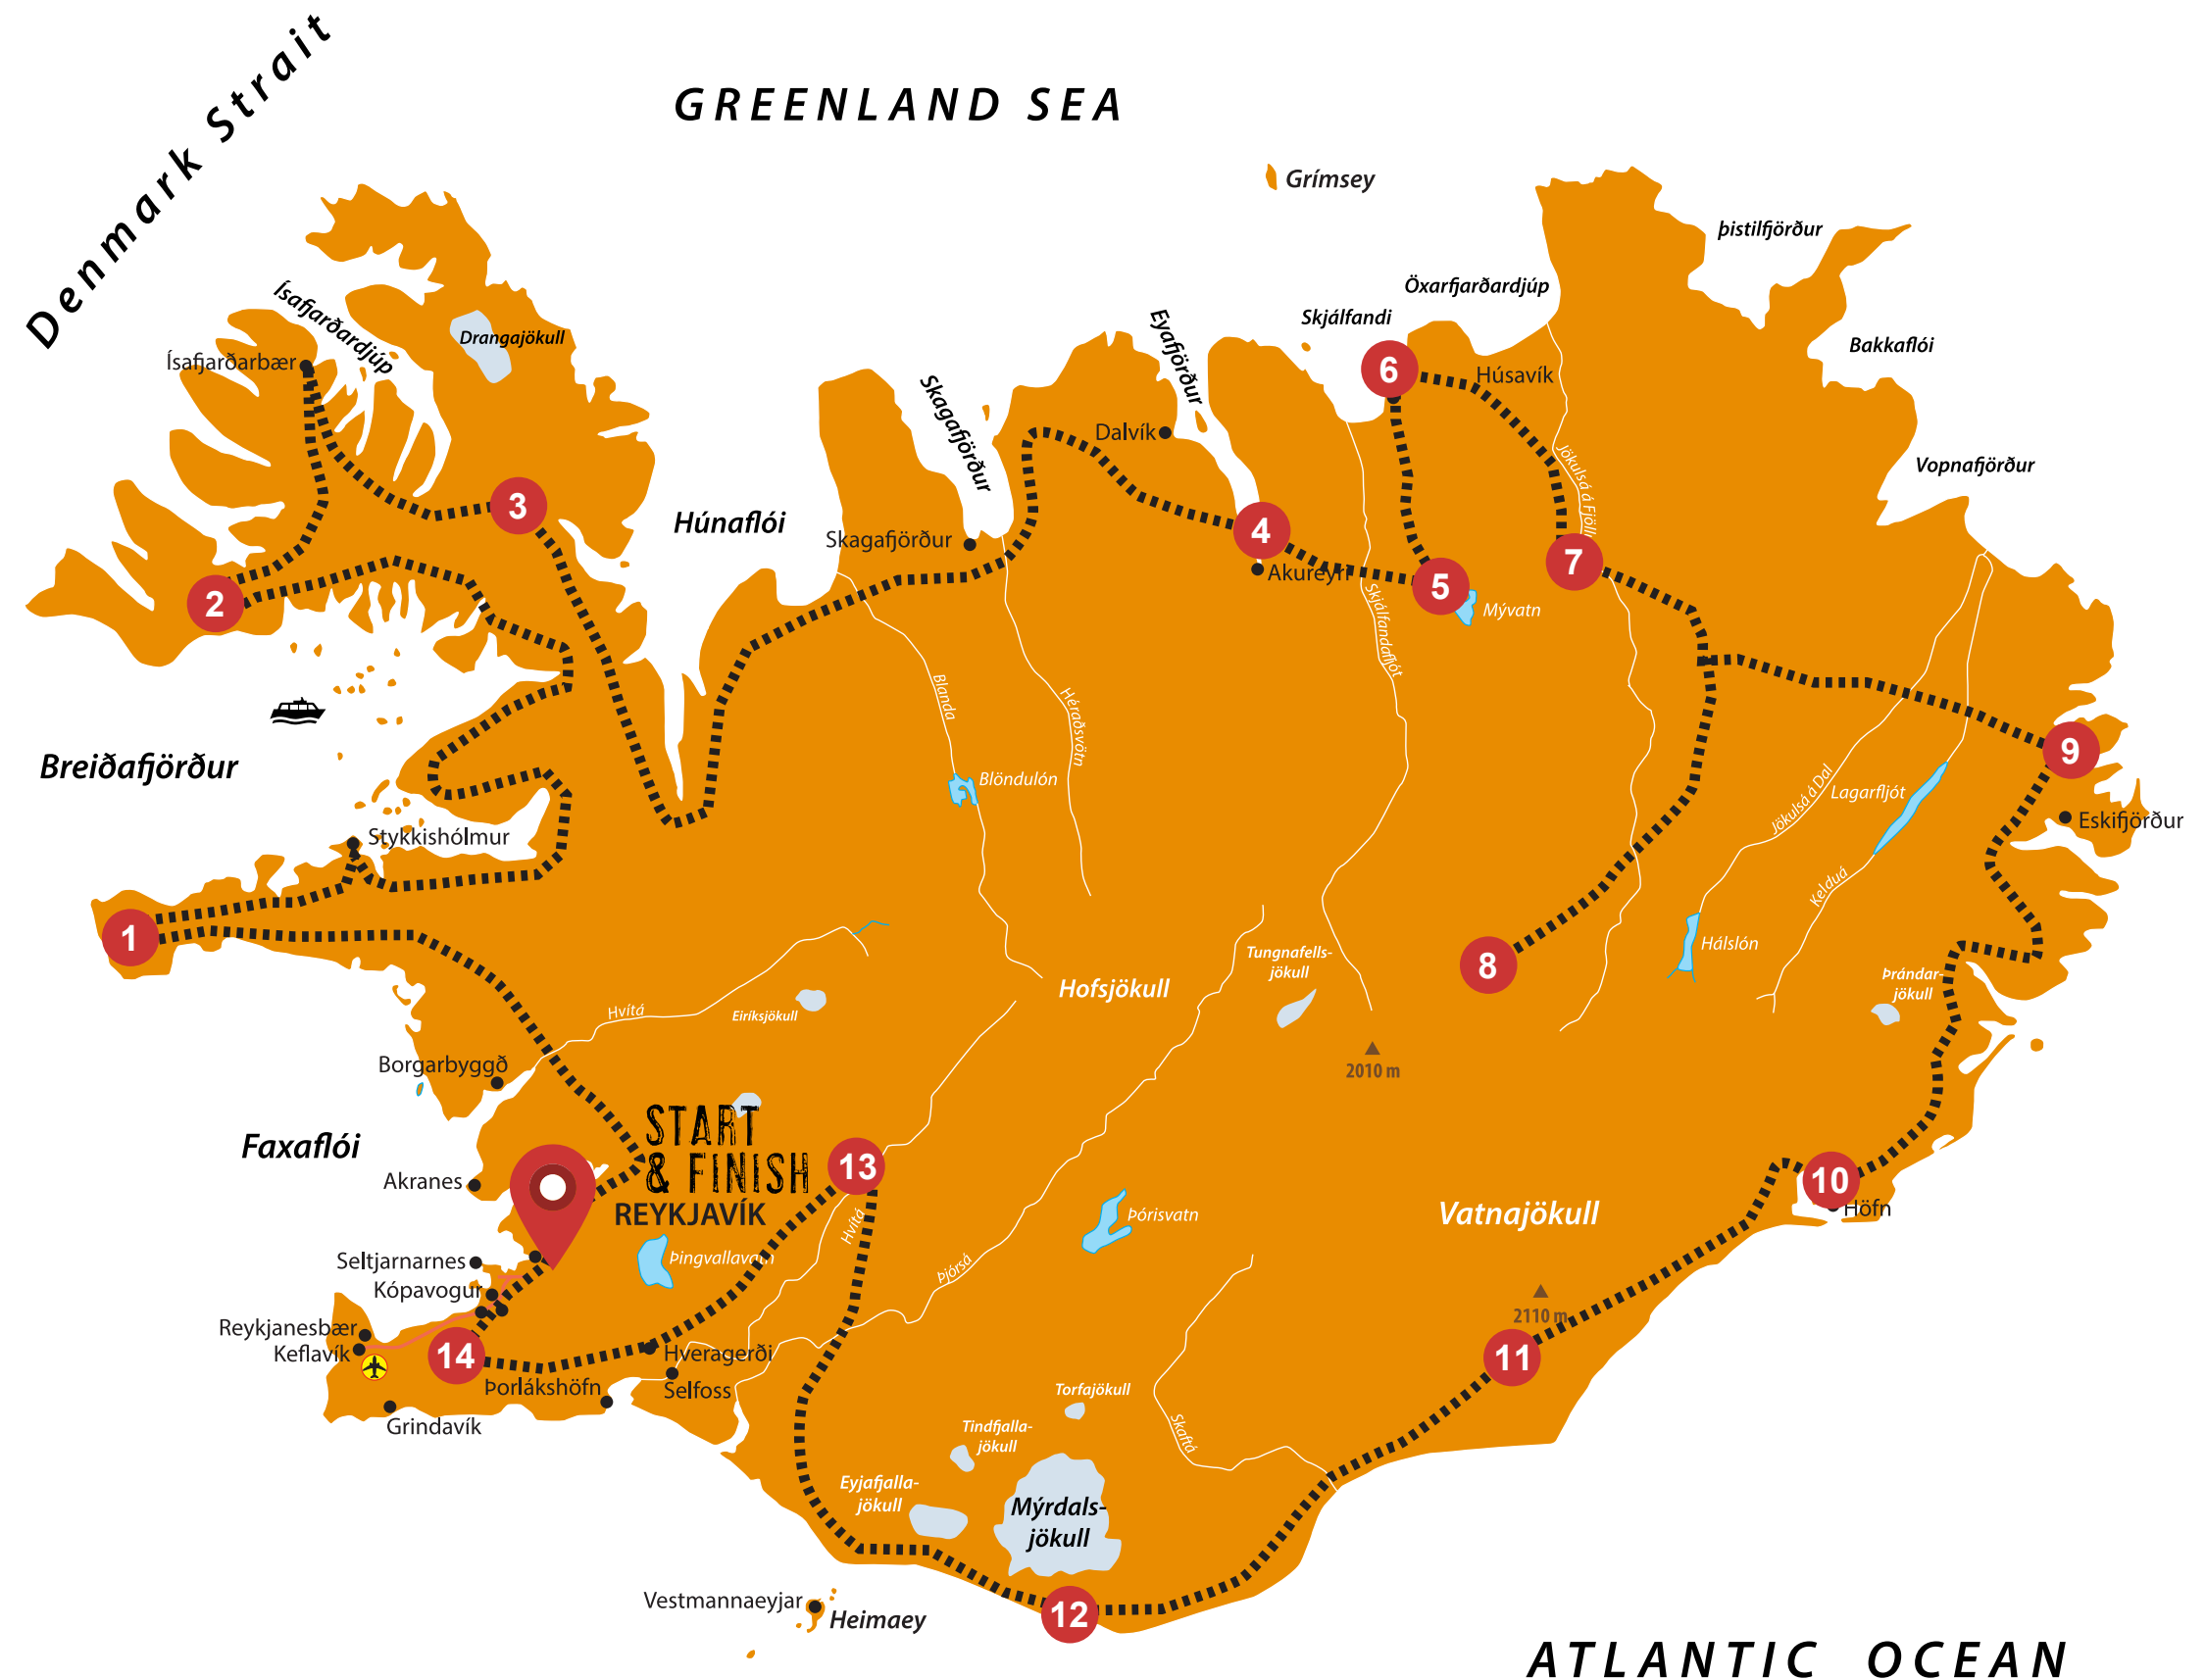 Denmark Strait
GREENLAND SEA
Grímsey
þistilfjörður
Öxarfjarðardjúp
Skjálfandi
Ísafjarðardjúp
Eyafjörður
Drangajökull
Bakkaflói
Ísafjarðarbær
6
Húsavík
Skagafjörður
Dalvík
Jökulsá á Fjöllu
Vopnafjörður
3
Húnaflói
Skagafjörður
4
Akureyri
7
5
2
Mývatn
Skjálfandafljót
Blanda
Héraðsvötn
9
Breiðafjörður
Blöndulón
Jökulsá á Dal
Lagarfljót
Eskifjörður
Stykkishólmur
Kelduá
1
Hálslón
Tungnafells-
jökull
8
Þrándar-
jökull
Hofsjökull
Hvítá
Eiríksjökull
Borgarbyggð
2010 m
START
& FINISH
REYKJAVÍK
Faxaflói
13
Akranes
10
Höfn
Hvítá
Þórisvatn
Vatnajökull
Þingvallavatn
Seltjarnarnes
Kópavogur
Þjórsá
2110 m
Reykjanesbær
Keflavík
14
Hveragerði
11
Þorlákshöfn
Selfoss
Grindavík
Torfajökull
Skaftá
Tindfjalla-
jökull
Eyjafjalla-
jökull
Mýrdals-
jökull
Vestmannaeyjar
Heimaey
12
ATLANTIC OCEAN